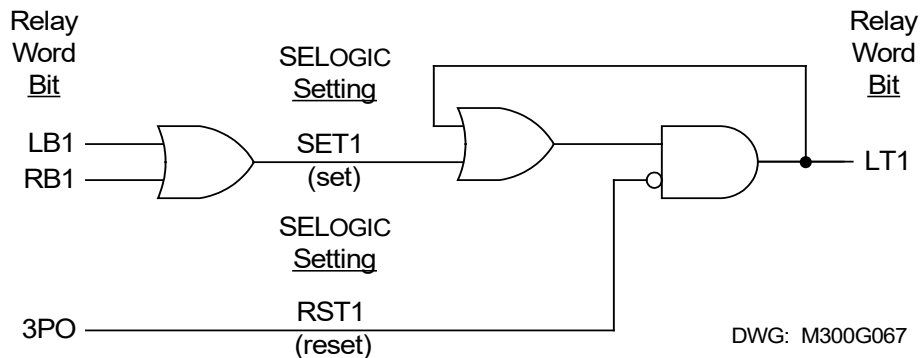 Relay
Word
Bit
SELOGIC
Setting
Relay
Word
Bit
LB1
RB1
SET1
(set)
LT1
SELOGIC
Setting
3PO
RST1
(reset)
DWG: M300G067